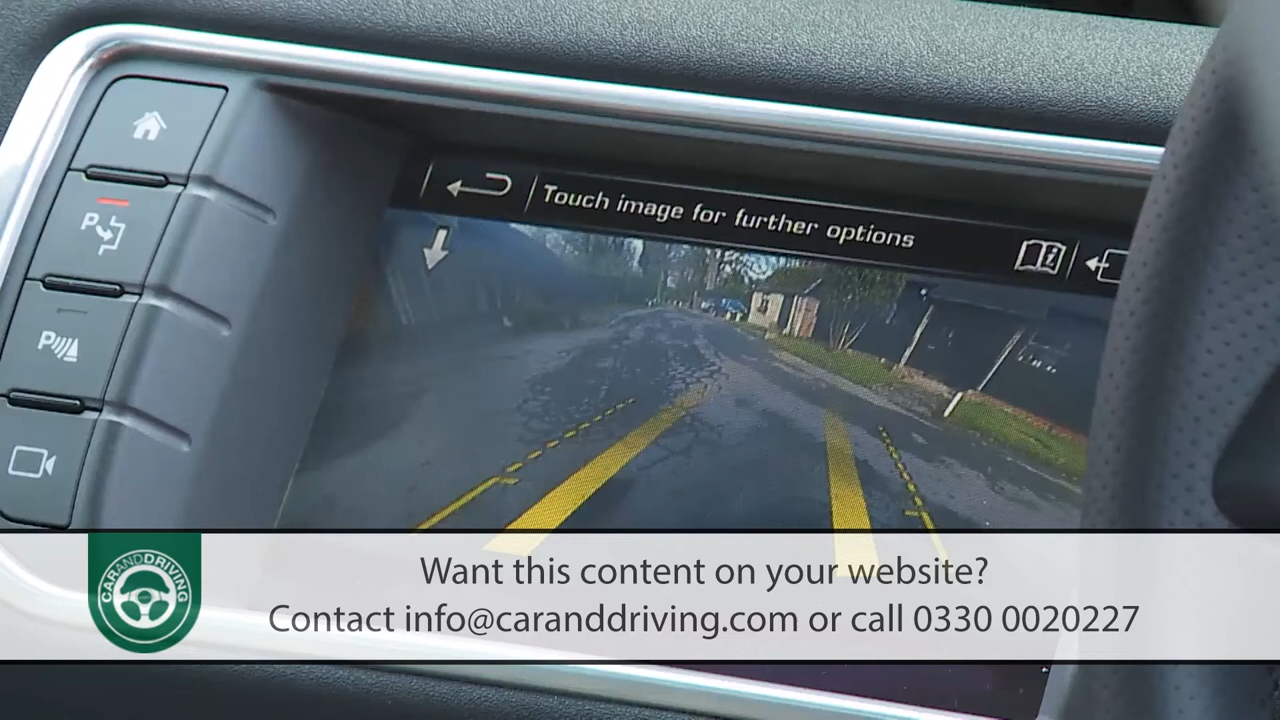 Touch image for further options
P
P
CARANDDRIVING
Want this content on your website?
Contact info@caranddriving.com or call 0330 0020227